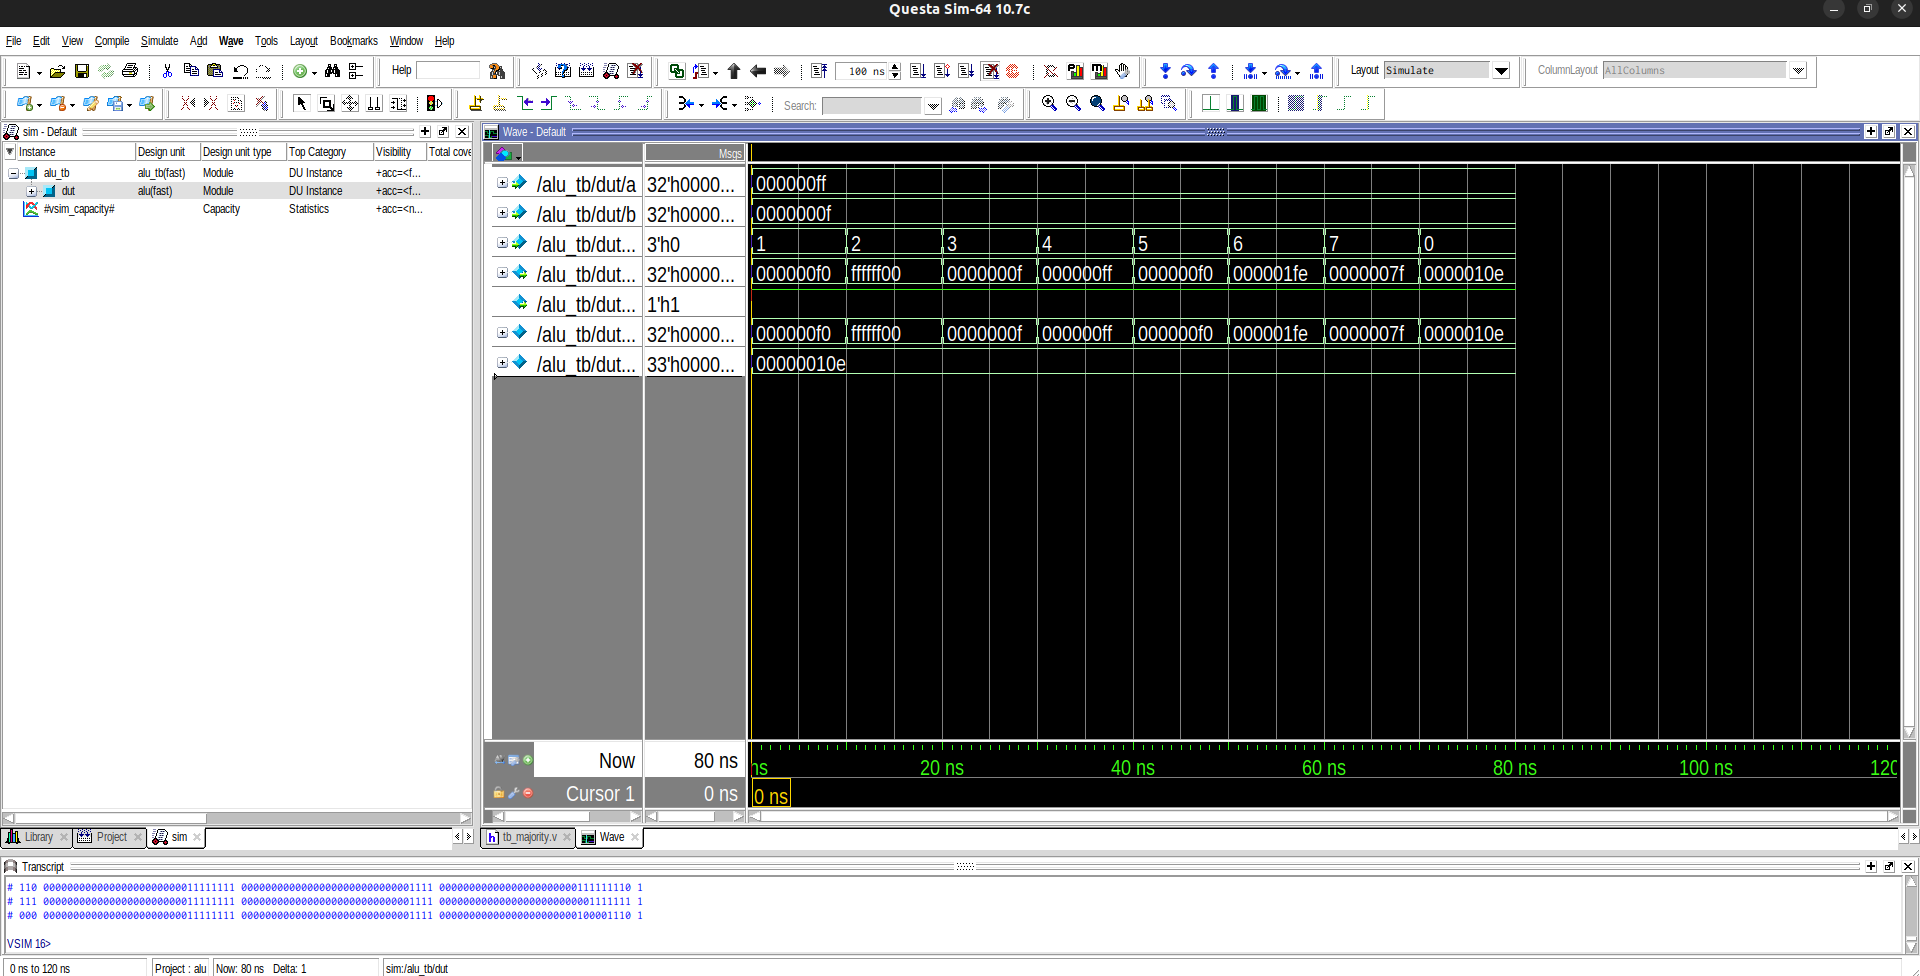 Questa Sim-64 10.7c
File Edit View Compile Simulate Add Wave Tools Layout Bookmarks Window Help
Help 100 ns Layout Simulate ColumnLayout AllColumns
Search:
sim - Default
Instance Design unit Design unit type Top Category Visibility Total cove
alu_tb alu_tb(fast) Module DU Instance +acc=<f...
dut alu(fast) Module DU Instance +acc=<f...
#vsim_capacity# Capacity Statistics +acc=<n...
Wave - Default
Msgs
/alu_tb/dut/a 32'h0000... 000000ff
/alu_tb/dut/b 32'h0000... 0000000f
/alu_tb/dut... 3'h0 1 2 3 4 5 6 7 0
/alu_tb/dut... 32'h0000... 000000f0 ffffff00 0000000f 000000ff 000000f0 000001fe 0000007f 0000010e
/alu_tb/dut... 1'h1
/alu_tb/dut... 32'h0000... 000000f0 ffffff00 0000000f 000000ff 000000f0 000001fe 0000007f 0000010e
/alu_tb/dut... 33'h0000... 00000010e
Now 80 ns ns 20 ns 40 ns 60 ns 80 ns 100 ns 120
Cursor 1 0 ns 0 ns
Library Project sim
tb_majority.v Wave
Transcript
# 110 00000000000000000000000011111111 00000000000000000000000000001111 00000000000000000000000111111110 1
# 111 00000000000000000000000011111111 00000000000000000000000000001111 00000000000000000000000001111111 1
# 000 00000000000000000000000011111111 00000000000000000000000000001111 00000000000000000000000100001110 1
VSIM 16>
0 ns to 120 ns Project : alu Now: 80 ns Delta: 1 sim:/alu_tb/dut